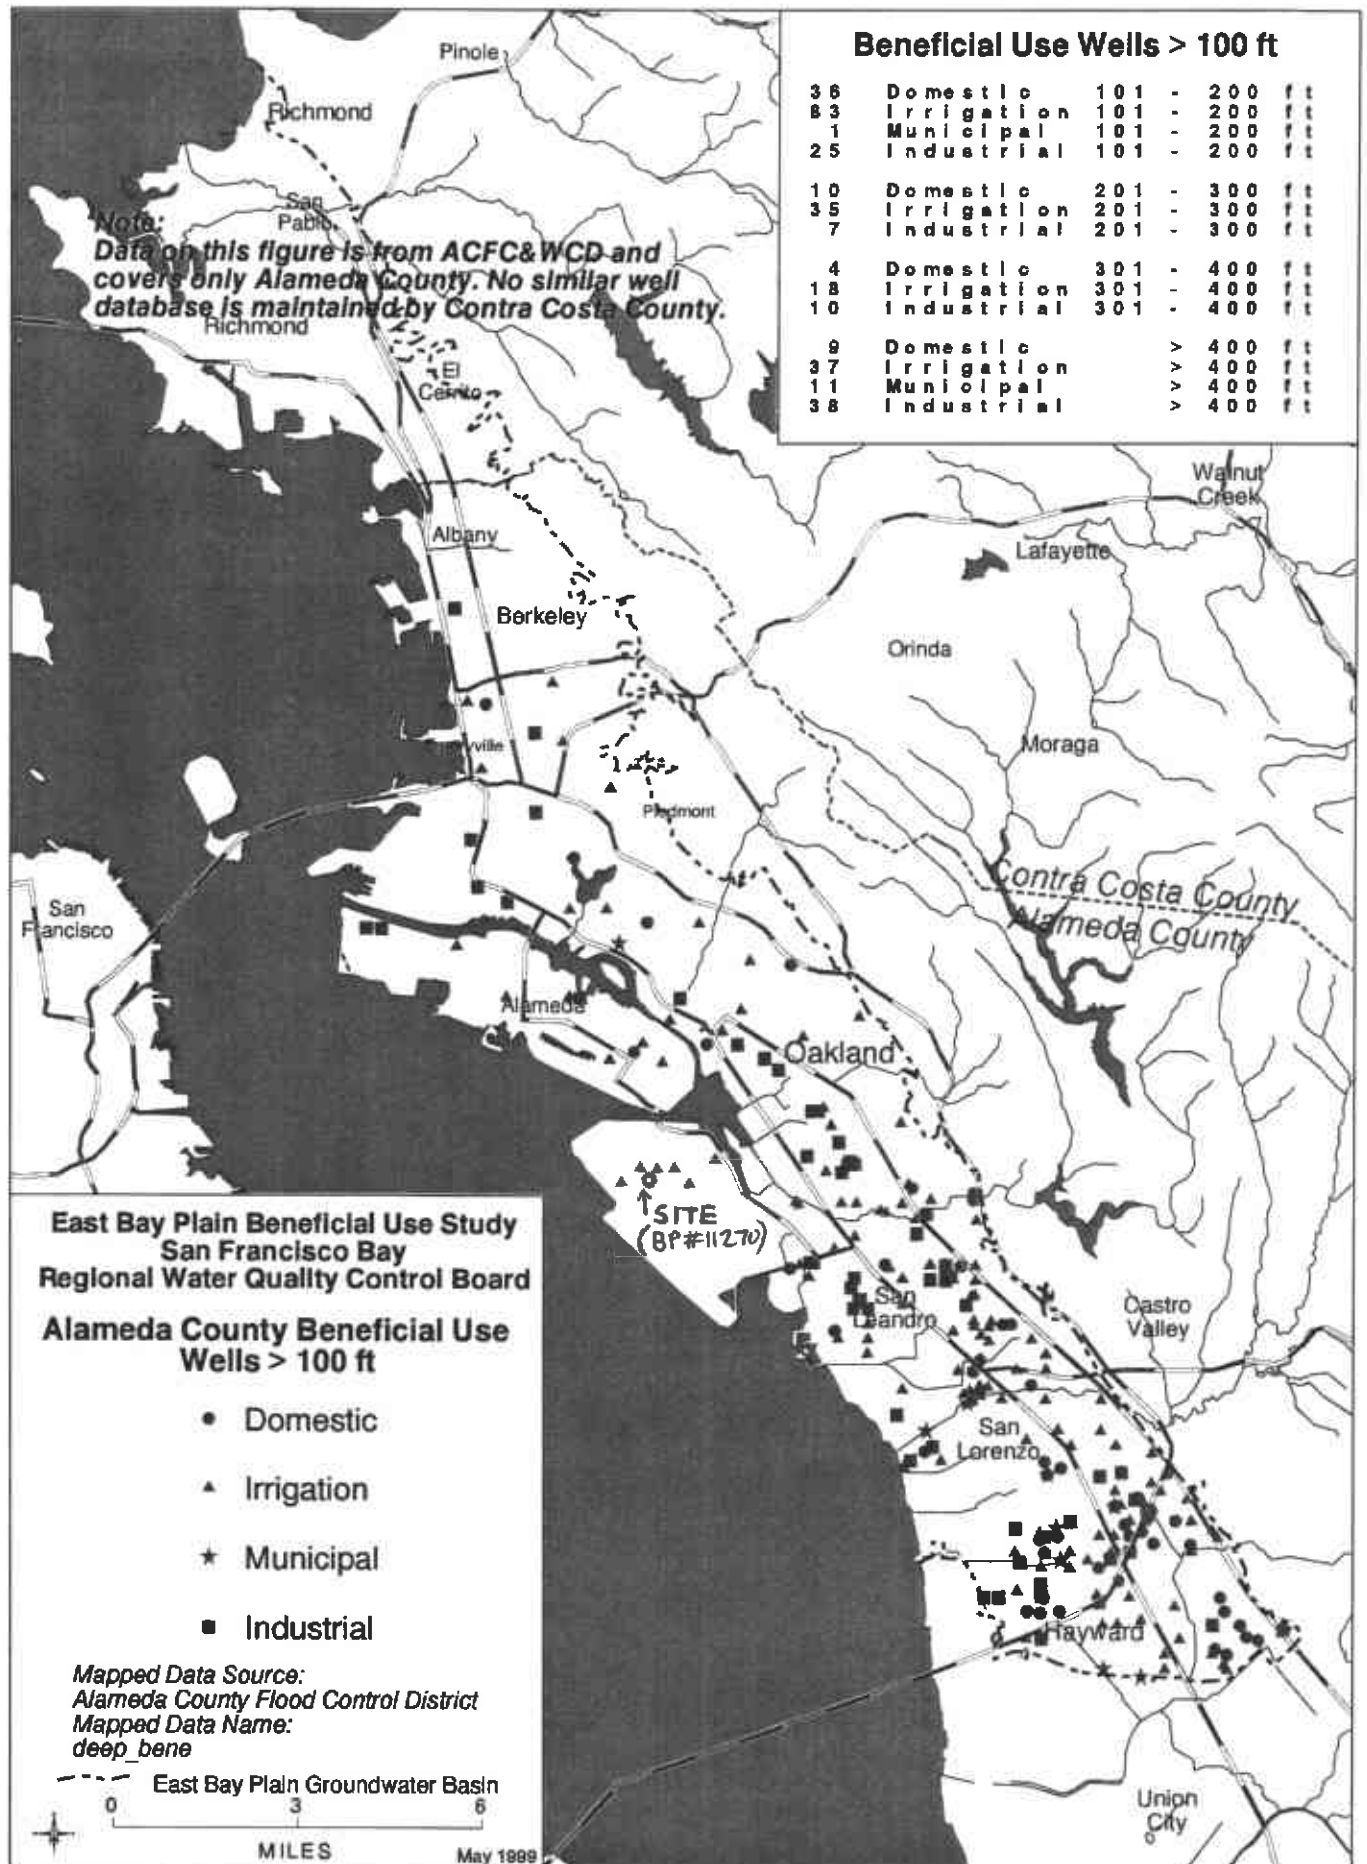 Beneficial Use Wells > 100 ft
36 Domestic 101 - 200 ft
83 Irrigation 101 - 200 ft
1 Municipal 101 - 200 ft
25 Industrial 101 - 200 ft
10 Domestic 201 - 300 ft
35 Irrigation 201 - 300 ft
7 Industrial 201 - 300 ft
4 Domestic 301 - 400 ft
18 Irrigation 301 - 400 ft
10 Industrial 301 - 400 ft
9 Domestic > 400 ft
37 Irrigation > 400 ft
11 Municipal > 400 ft
38 Industrial > 400 ft
Pinole
Richmond
San
Pablo
Note:
Data on this figure is from ACFC&WCD and
covers only Alameda County. No similar well
database is maintained by Contra Costa County.
Richmond
El
Cerrito
Walnut
Creek
Albany
Lafayette
Berkeley
Orinda
Moraga
Piedmont
Contra Costa County
Alameda County
San
Francisco
Alameda
Oakland
SITE
(BP#11270)
San
Leandro
Castro
Valley
San
Lorenzo
Hayward
Union
City
East Bay Plain Beneficial Use Study
San Francisco Bay
Regional Water Quality Control Board
Alameda County Beneficial Use
Wells > 100 ft
Domestic
Irrigation
Municipal
Industrial
Mapped Data Source:
Alameda County Flood Control District
Mapped Data Name:
deep_bene
East Bay Plain Groundwater Basin
0 3 6
MILES
May 1999